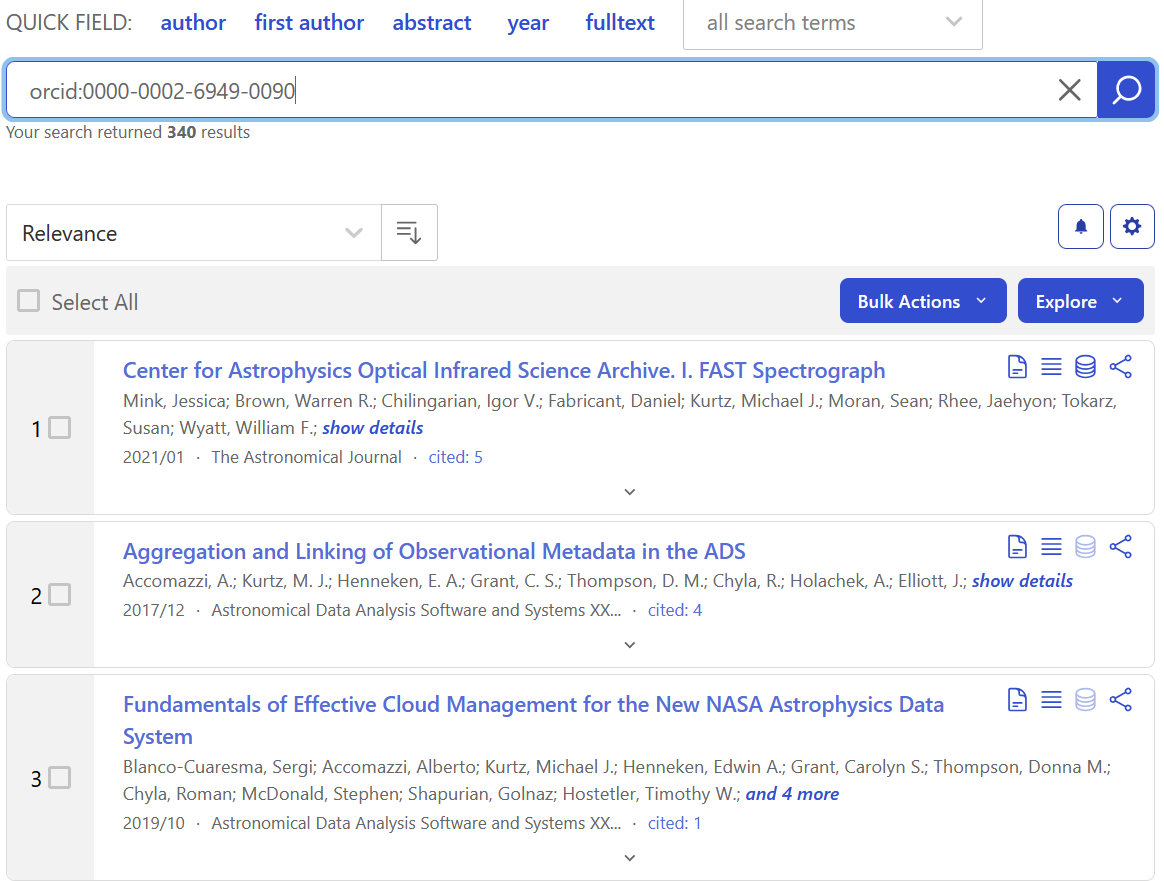 QUICK FIELD: author first author abstract year fulltext all search terms
orcid:0000-0002-6949-0090
Your search returned 340 results
Relevance
Select All Bulk Actions Explore
Center for Astrophysics Optical Infrared Science Archive. I. FAST Spectrograph
Mink, Jessica; Brown, Warren R.; Chilingarian, Igor V.; Fabricant, Daniel; Kurtz, Michael J.; Moran, Sean; Rhee, Jaehyon; Tokarz,
1 Susan; Wyatt, William F.; show details
2021/01 · The Astronomical Journal · cited: 5
Aggregation and Linking of Observational Metadata in the ADS
Accomazzi, A.; Kurtz, M. J.; Henneken, E. A.; Grant, C. S.; Thompson, D. M.; Chyla, R.; Holachek, A.; Elliott, J.; show details
2 2017/12 · Astronomical Data Analysis Software and Systems XX... · cited: 4
Fundamentals of Effective Cloud Management for the New NASA Astrophysics Data
System
Blanco-Cuaresma, Sergi; Accomazzi, Alberto; Kurtz, Michael J.; Henneken, Edwin A.; Grant, Carolyn S.; Thompson, Donna M.;
3 Chyla, Roman; McDonald, Stephen; Shapurian, Golnaz; Hostetler, Timothy W.; and 4 more
2019/10 · Astronomical Data Analysis Software and Systems XX... · cited: 1